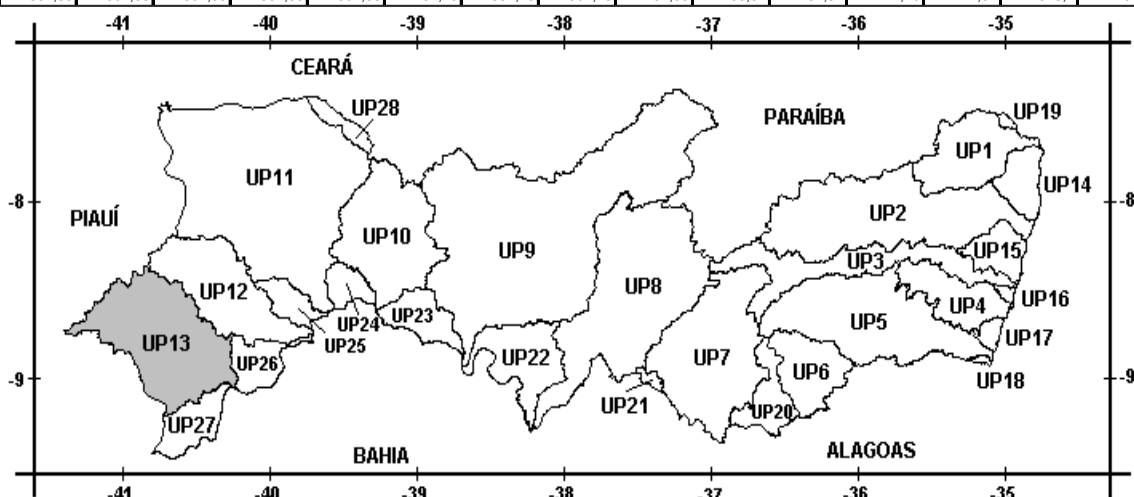 -41 -40 -39 -38 -37 -36 -35
CEARÁ
UP28
PARAÍBA
UP19
UP1
UP11
UP14
-8 -8
PIAUÍ
UP10
UP2
UP9
UP15
UP3
UP8
UP12
UP16
UP4
UP24
UP23
UP5
UP17
UP13
UP25
UP26
UP22
UP7
UP6
UP18
-9 -9
UP21
UP20
UP27
BAHIA
ALAGOAS
-41 -40 -39 -38 -37 -36 -35